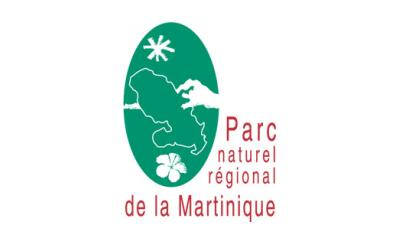 Parc
naturel
régional
de la Martinique